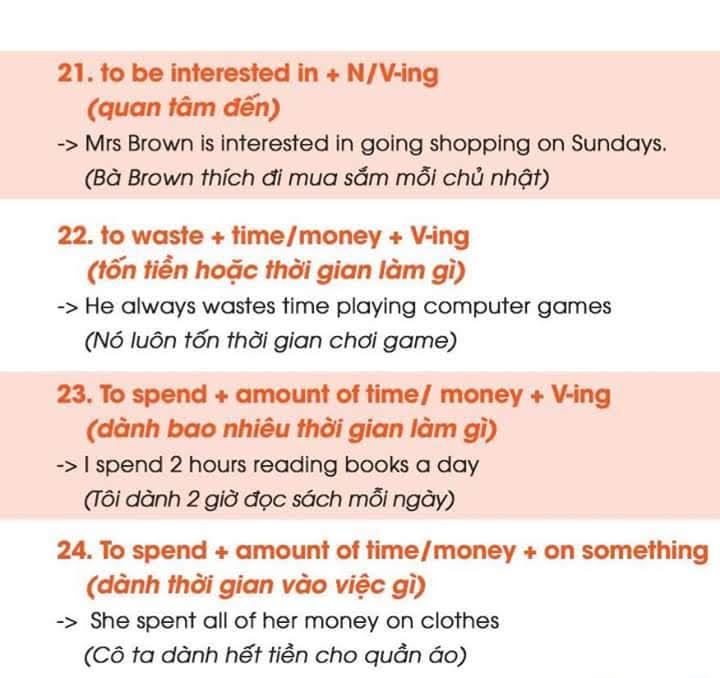 21. to be interested in + N/V-ing
(quan tâm đến)
-> Mrs Brown is interested in going shopping on Sundays.
(Bà Brown thích đi mua sắm mỗi chủ nhật)
22. to waste + time/money + V-ing
(tốn tiền hoặc thời gian làm gì)
-> He always wastes time playing computer games
(Nó luôn tốn thời gian chơi game)
23. To spend + amount of time/ money + V-ing
(dành bao nhiêu thời gian làm gì)
-> I spend 2 hours reading books a day
(Tôi dành 2 giờ đọc sách mỗi ngày)
24. To spend + amount of time/money + on something
(dành thời gian vào việc gì)
-> She spent all of her money on clothes
(Cô ta dành hết tiền cho quần áo)